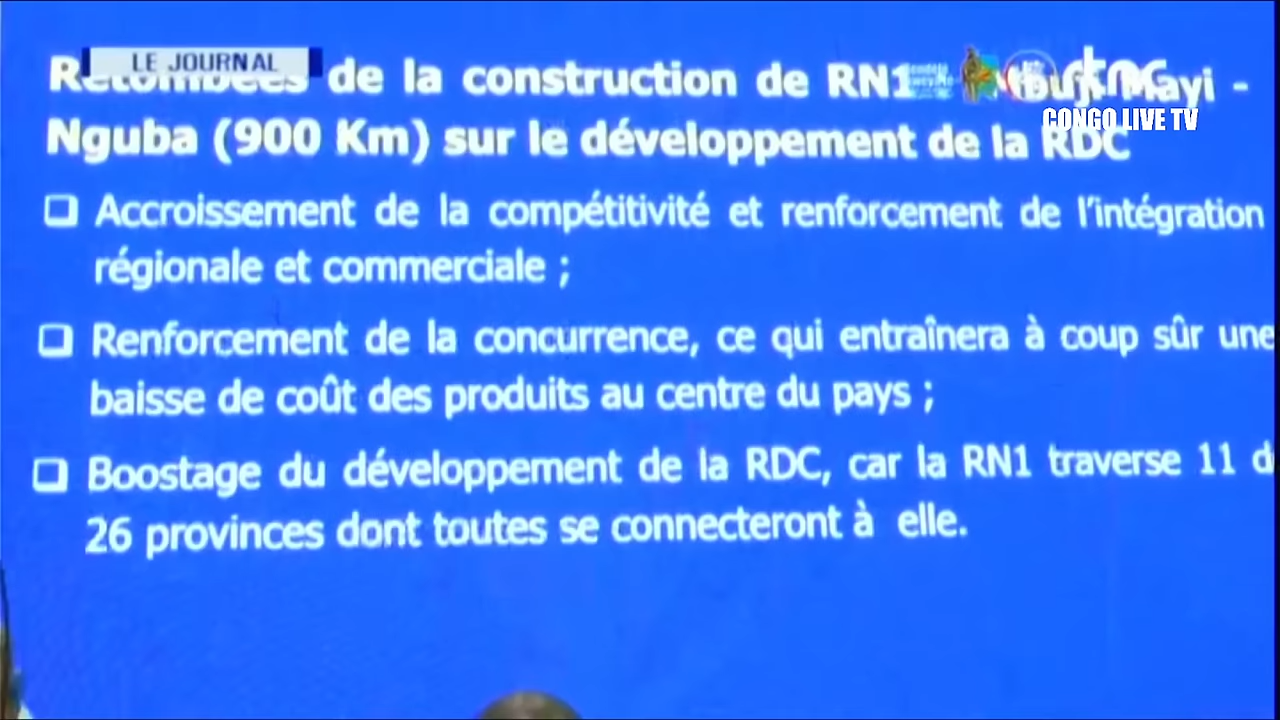 LE JOURNAL
Retombées de la construction de RN1 Mbuji Mayi -
CONGO LIVE TV
Nguba (900 Km) sur le développement de la RDC
❑ Accroissement de la compétitivité et renforcement de l'intégration
régionale et commerciale ;
❑ Renforcement de la concurrence, ce qui entraînera à coup sûr une
baisse de coût des produits au centre du pays ;
❑ Boostage du développement de la RDC, car la RN1 traverse 11 d
26 provinces dont toutes se connecteront à elle.